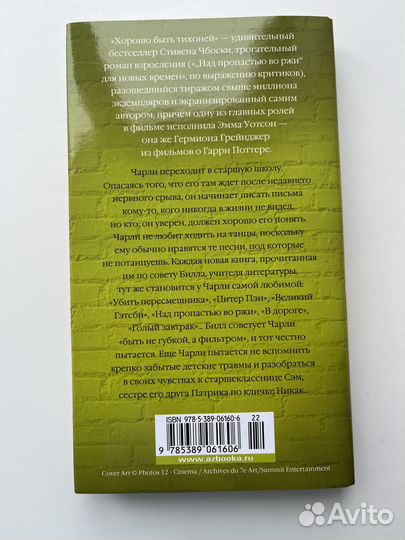 «Хорошо быть тихоней» — удивительный
бестселлер Стивена Чбоски, трогательный
роман взросления („„Над пропастью во ржи“
для новых времен», по выражению критиков),
разошедшийся тиражом свыше миллиона
экземпляров и экранизированный самим
автором, причем одну из главных ролей
в фильме исполнила Эмма Уотсон —
она же Гермиона Грейнджер
из фильмов о Гарри Поттере.
Чарли переходит в старшую школу.
Опасаясь того, что его там ждет после недавнего
нервного срыва, он начинает писать письма
кому-то, кого никогда в жизни не видел,
но кто, он уверен, должен хорошо его понять.
Чарли не любит ходить на танцы, поскольку
ему обычно нравятся те песни, под которые
не потанцуешь. Каждая новая книга, прочитанная
им по совету Билла, учителя литературы,
тут же становится у Чарли самой любимой:
«Убить пересмешника», «Питер Пэн», «Великий
Гэтсби», «Над пропастью во ржи», «В дороге»,
«Голый завтрак»... Билл советует Чарли
«быть не губкой, а фильтром», и тот честно
пытается. Еще Чарли пытается не вспомнить
крепко забытые детские травмы и разобраться
в своих чувствах к старшекласснице Сэм,
сестре его друга Патрика по кличке Никак.
ISBN 978-5-389-06160-6
22
9 785389 061606
www.azbooka.ru
Cover Art © Photos 12 - Cinema / Archives du 7e Art/Summit Entertainment
Avito